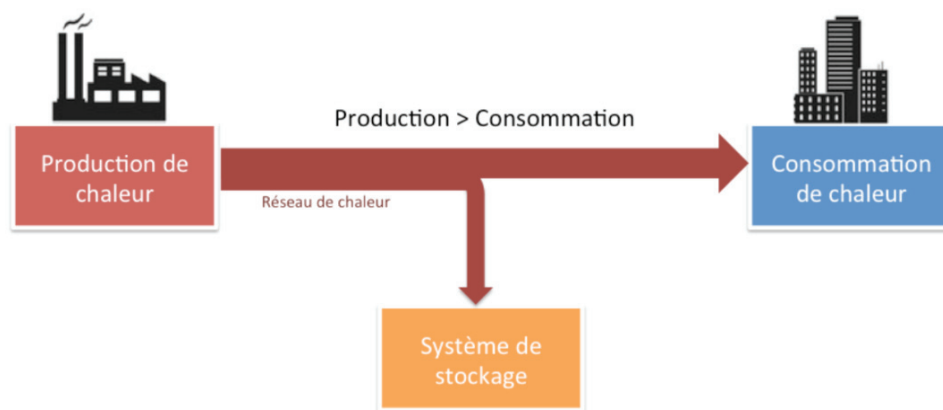 Production > Consommation
Production de
chaleur
Consommation
de chaleur
Réseau de chaleur
Système de
stockage